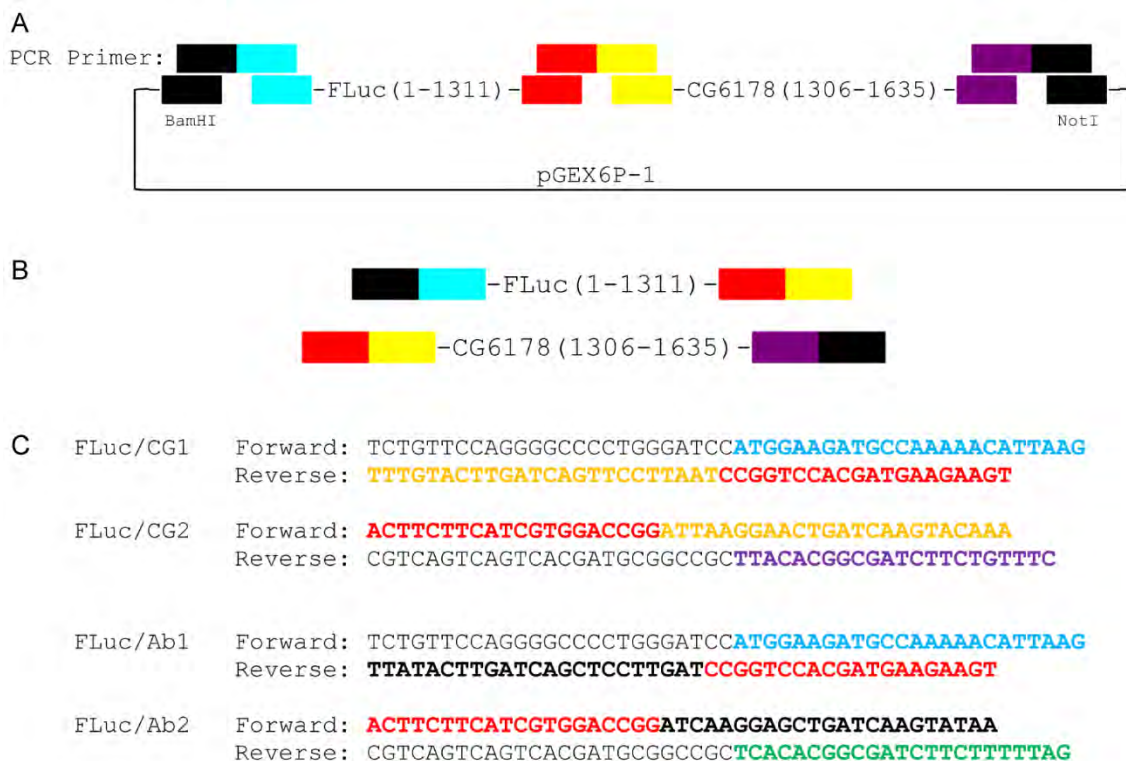 A
PCR Primer:
-FLuc(1-1311)- -CG6178(1306-1635)-
BamHI NotI
pGEX6P-1
B
-FLuc(1-1311)-
-CG6178(1306-1635)-
C FLuc/CG1 Forward: TCTGTTCCAGGGGCCCCTGGGATCCATGGAAGATGCCAAAAACATTAAG
Reverse: TTTGTACTTGATCAGTTCCTTAATCCGGTCCACGATGAAGAAGT
FLuc/CG2 Forward: ACTTCTTCATCGTGGACCGGATTAAGGAACTGATCAAGTACAAA
Reverse: CGTCAGTCAGTCACGATGCGGCCGCTTACACGGCGATCTTCTGTTTC
FLuc/Ab1 Forward: TCTGTTCCAGGGGCCCCTGGGATCCATGGAAGATGCCAAAAACATTAAG
Reverse: TTATACTTGATCAGCTCCTTGATCCGGTCCACGATGAAGAAGT
FLuc/Ab2 Forward: ACTTCTTCATCGTGGACCGGATCAAGGAGCTGATCAAGTATAA
Reverse: CGTCAGTCAGTCACGATGCGGCCGCTCACACGGCGATCTTCTTTTTAG